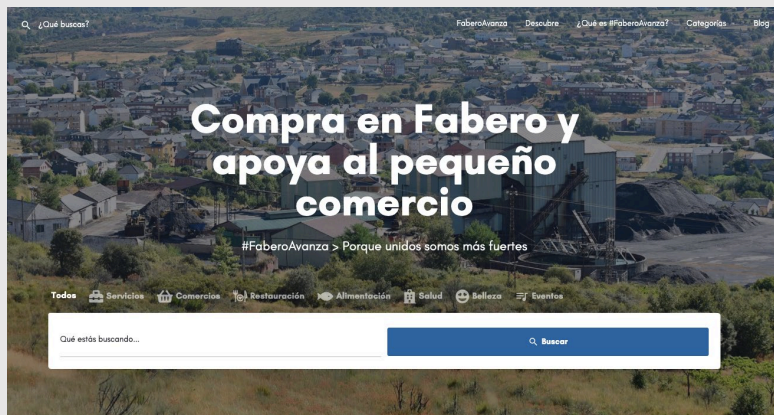 ¿Qué buscas?
FaberoAvanza Descubre ¿Qué es #FaberoAvanza? Categorías Blog
Compra en Fabero y
apoya al pequeño
comercio
#FaberoAvanza > Porque unidos somos más fuertes
Todos Servicios Comercios Restauración Alimentación Salud Belleza Eventos
Qué estás buscando...
Buscar